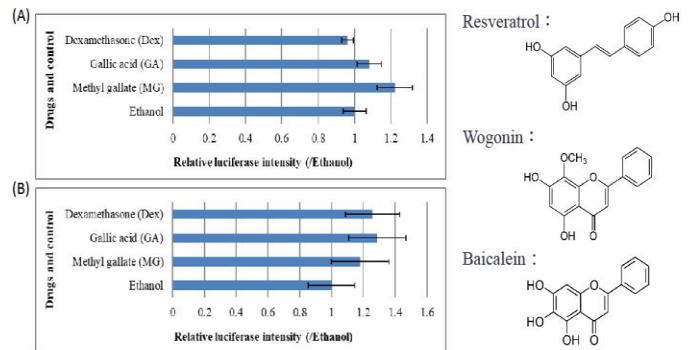 (A)
Drugs and control
Dexamethasone (Dex)
Gallic acid (GA)
Methyl gallate (MG)
Ethanol
0 0.2 0.4 0.6 0.8 1 1.2 1.4
Relative luciferase intensity (/Ethanol)
(B)
Drugs and control
Dexamethasone (Dex)
Gallic acid (GA)
Methyl gallate (MG)
Ethanol
0 0.2 0.4 0.6 0.8 1 1.2 1.4 1.6
Relative luciferase intensity (/Ethanol)
Resveratrol：
OH
HO
OH
Wogonin：
OCH3
HO O
OH O
Baicalein：
HO O
HO
OH O